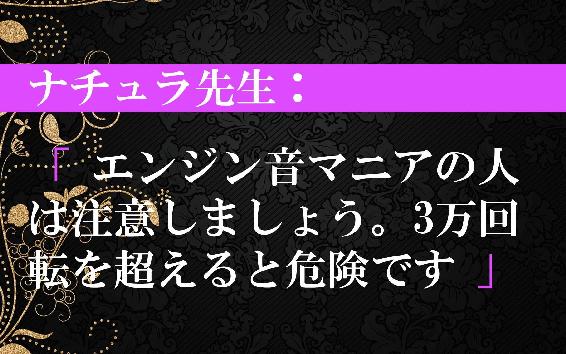 ナチュラ先生：
「 エンジン音マニアの人
は注意しましょう。3万回
転を超えると危険です 」